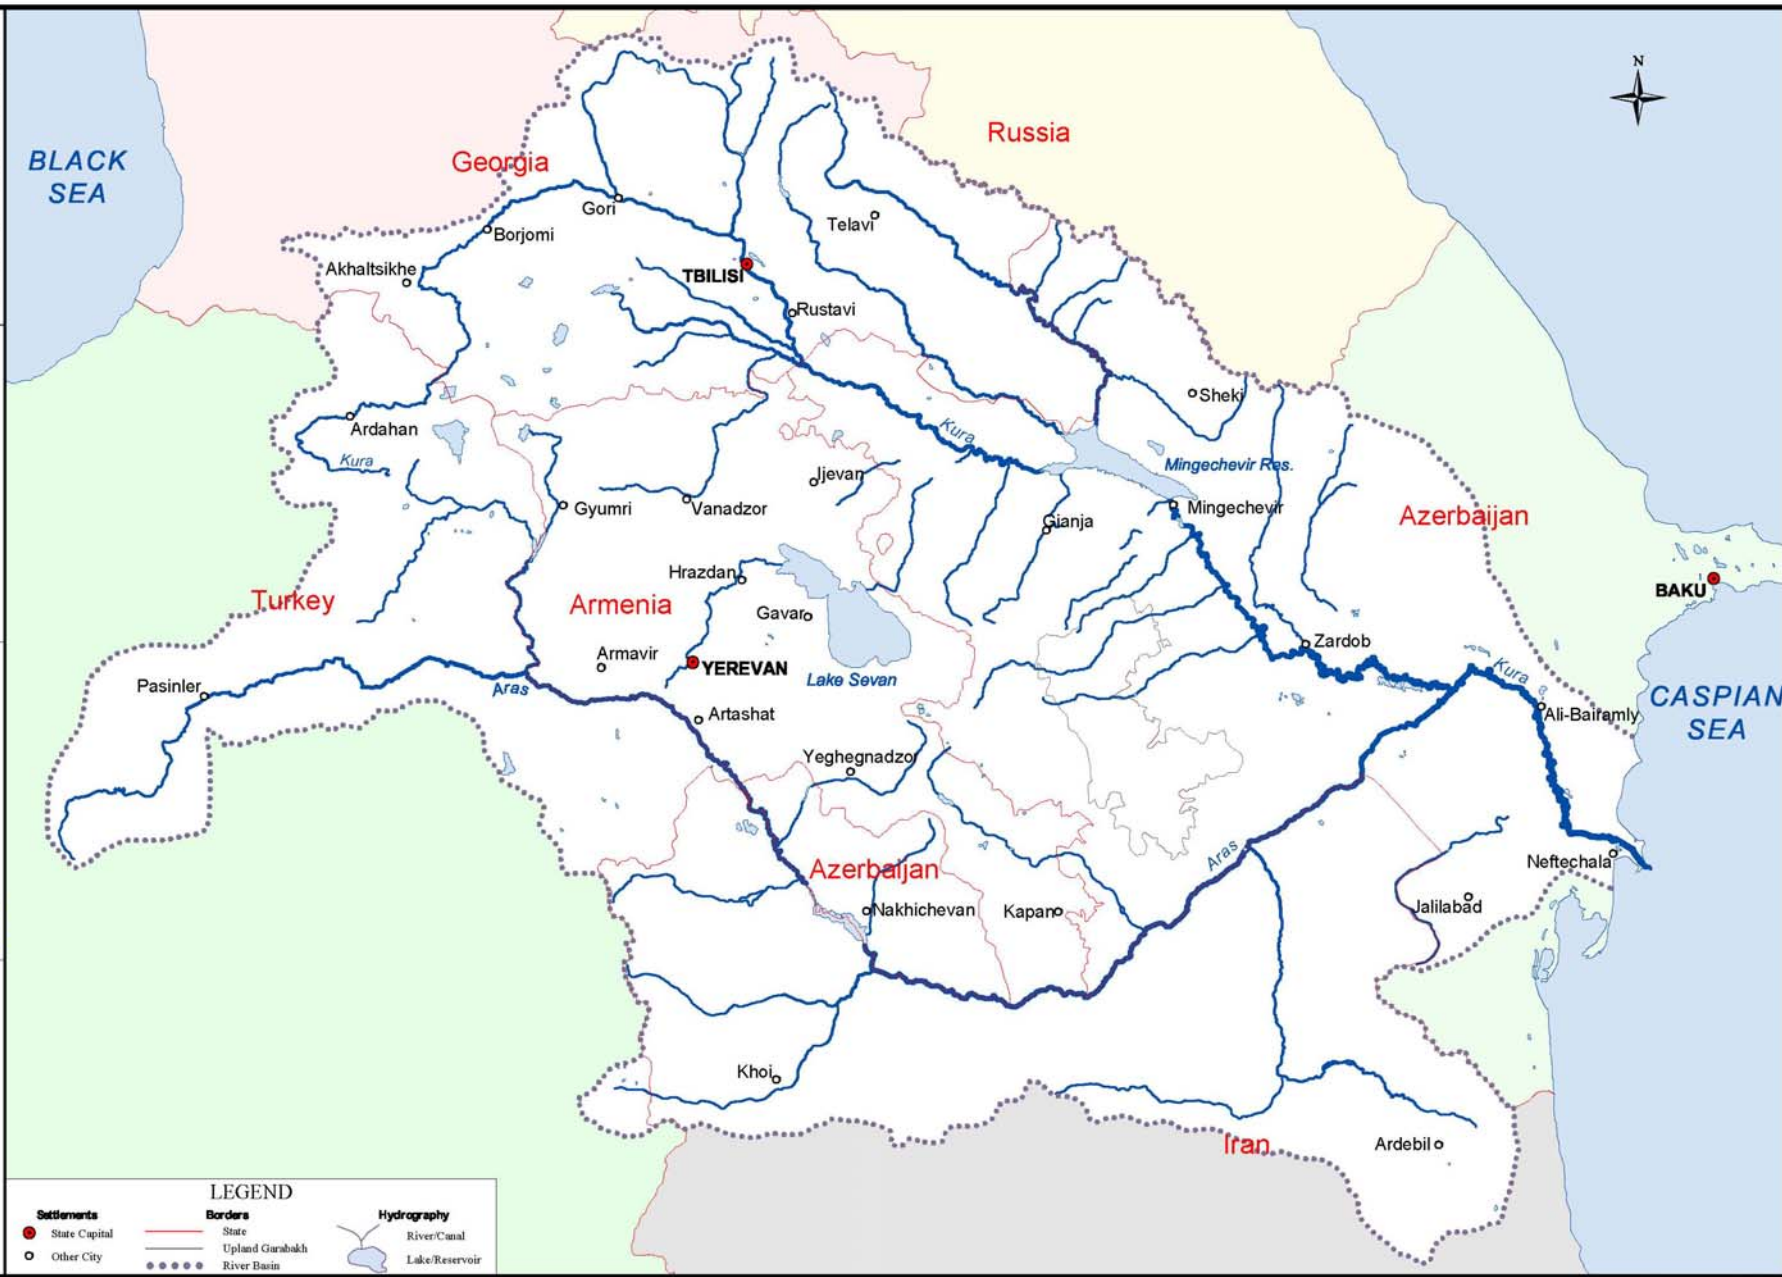 N
Russia
BLACK
SEA
Georgia
Gori
Telavi
Borjomi
Akhaltsikhe
TBILISI
Rustavi
Sheki
Ardahan
Kura
Kura
Mingechevir Res.
Ijevan
Gyumri
Vanadzor
Mingechevir
Azerbaijan
Gianja
Hrazdan
BAKU
Turkey
Armenia
Gavar
Zardob
Armavir
YEREVAN
Lake Sevan
Kura
Pasinler
Aras
CASPIAN
SEA
Artashat
Ali-Bairamly
Yeghegnadzor
Aras
Neftechala
Azerbaijan
Nakhichevan
Kapan
Jalilabad
Khoi
Iran
Ardebil
LEGEND
Settlements
State Capital
Other City
Borders
State
Upland Garabakh
River Basin
Hydrography
River/Canal
Lake/Reservoir